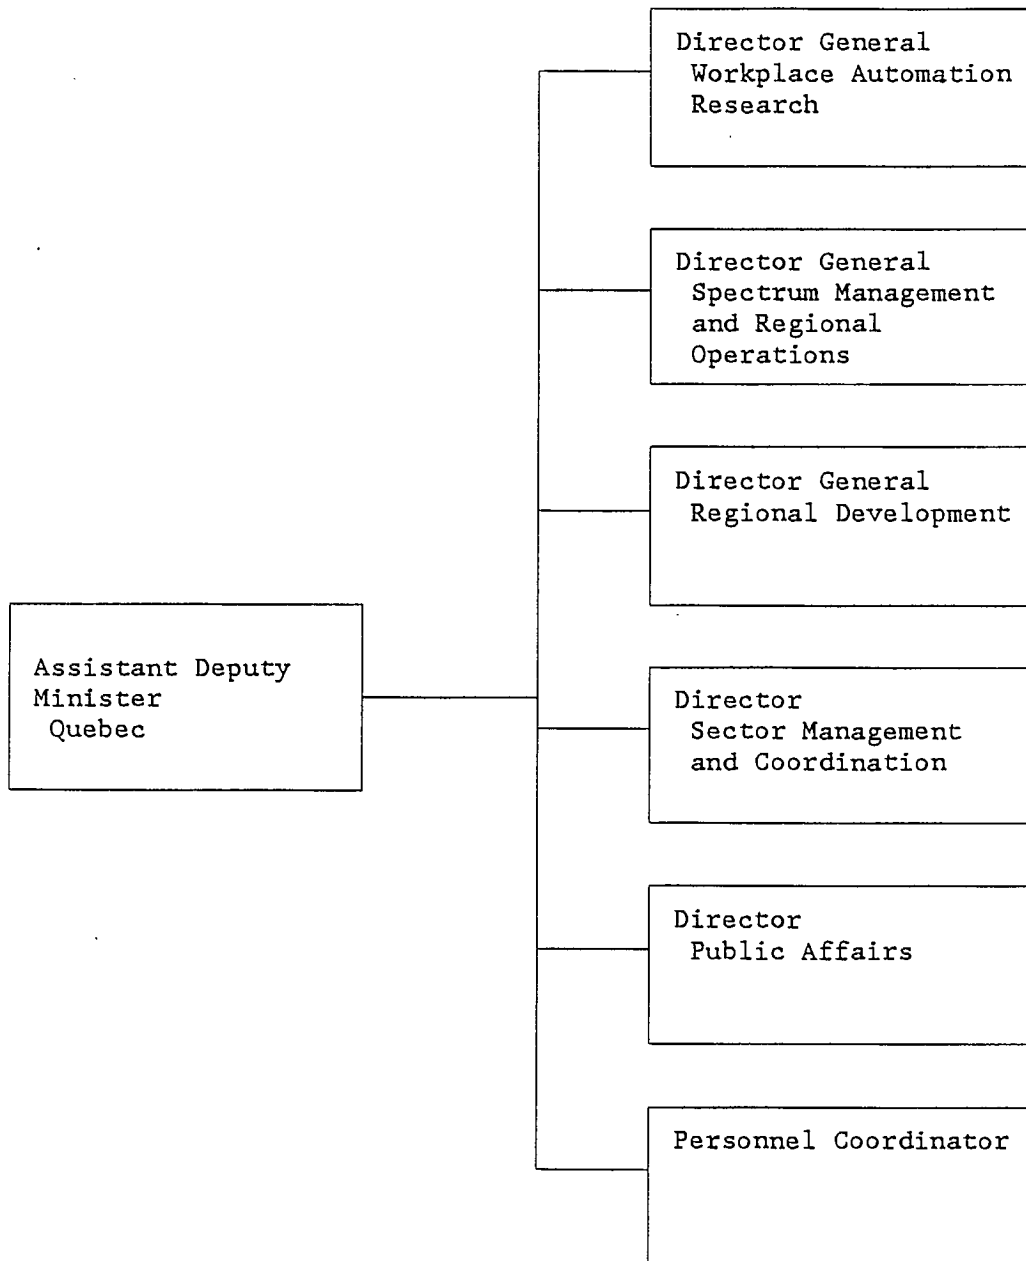 Director General
Workplace Automation
Research
Director General
Spectrum Management
and Regional
Operations
Director General
Regional Development
Assistant Deputy
Minister
Quebec
Director
Sector Management
and Coordination
Director
Public Affairs
Personnel Coordinator